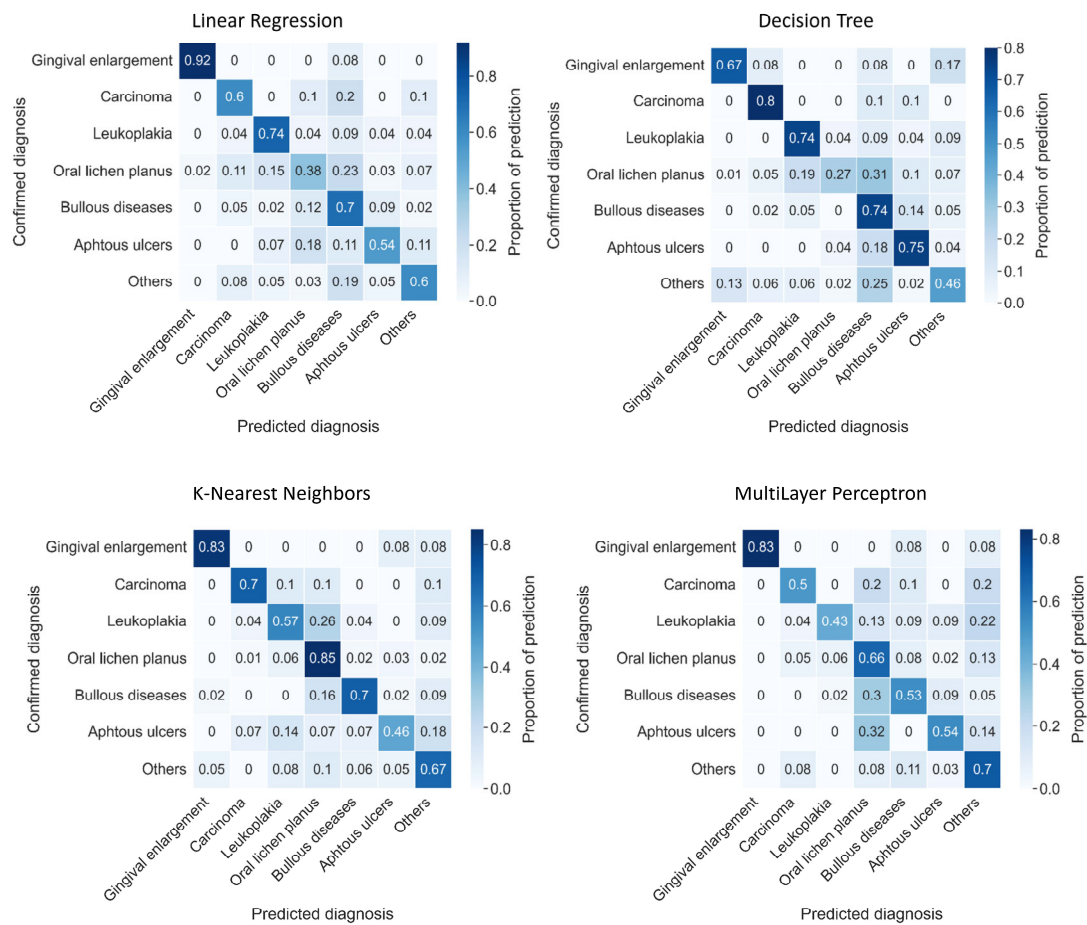 Linear Regression
Gingival enlargement 0.92 0 0 0 0.08 0 0
Carcinoma 0 0.6 0 0.1 0.2 0 0.1
Leukoplakia 0 0.04 0.74 0.04 0.09 0.04 0.04
Oral lichen planus 0.02 0.11 0.15 0.38 0.23 0.03 0.07
Bullous diseases 0 0.05 0.02 0.12 0.7 0.09 0.02
Aphtous ulcers 0 0 0.07 0.18 0.11 0.54 0.11
Others 0 0.08 0.05 0.03 0.19 0.05 0.6
Confirmed diagnosis
0.8
0.6
0.4
0.2
0.0
Proportion of prediction
Gingival enlargement
Carcinoma
Leukoplakia
Oral lichen planus
Bullous diseases
Aphtous ulcers
Others
Predicted diagnosis
Decision Tree
Gingival enlargement 0.67 0.08 0 0 0.08 0 0.17
Carcinoma 0 0.8 0 0 0.1 0.1 0
Leukoplakia 0 0 0.74 0.04 0.09 0.04 0.09
Oral lichen planus 0.01 0.05 0.19 0.27 0.31 0.1 0.07
Bullous diseases 0 0.02 0.05 0 0.74 0.14 0.05
Aphtous ulcers 0 0 0 0.04 0.18 0.75 0.04
Others 0.13 0.06 0.06 0.02 0.25 0.02 0.46
Confirmed diagnosis
0.8
0.7
0.6
0.5
0.4
0.3
0.2
0.1
0.0
Proportion of prediction
Gingival enlargement
Carcinoma
Leukoplakia
Oral lichen planus
Bullous diseases
Aphtous ulcers
Others
Predicted diagnosis
K-Nearest Neighbors
Gingival enlargement 0.83 0 0 0 0 0.08 0.08
Carcinoma 0 0.7 0.1 0.1 0 0 0.1
Leukoplakia 0 0.04 0.57 0.26 0.04 0 0.09
Oral lichen planus 0 0.01 0.06 0.85 0.02 0.03 0.02
Bullous diseases 0.02 0 0 0.16 0.7 0.02 0.09
Aphtous ulcers 0 0.07 0.14 0.07 0.07 0.46 0.18
Others 0.05 0 0.08 0.1 0.06 0.05 0.67
Confirmed diagnosis
0.8
0.6
0.4
0.2
0.0
Proportion of prediction
Gingival enlargement
Carcinoma
Leukoplakia
Oral lichen planus
Bullous diseases
Aphtous ulcers
Others
Predicted diagnosis
MultiLayer Perceptron
Gingival enlargement 0.83 0 0 0 0.08 0 0.08
Carcinoma 0 0.5 0 0.2 0.1 0 0.2
Leukoplakia 0 0.04 0.43 0.13 0.09 0.09 0.22
Oral lichen planus 0 0.05 0.06 0.66 0.08 0.02 0.13
Bullous diseases 0 0 0.02 0.3 0.53 0.09 0.05
Aphtous ulcers 0 0 0 0.32 0 0.54 0.14
Others 0 0.08 0 0.08 0.11 0.03 0.7
Confirmed diagnosis
0.8
0.6
0.4
0.2
0.0
Proportion of prediction
Gingival enlargement
Carcinoma
Leukoplakia
Oral lichen planus
Bullous diseases
Aphtous ulcers
Others
Predicted diagnosis